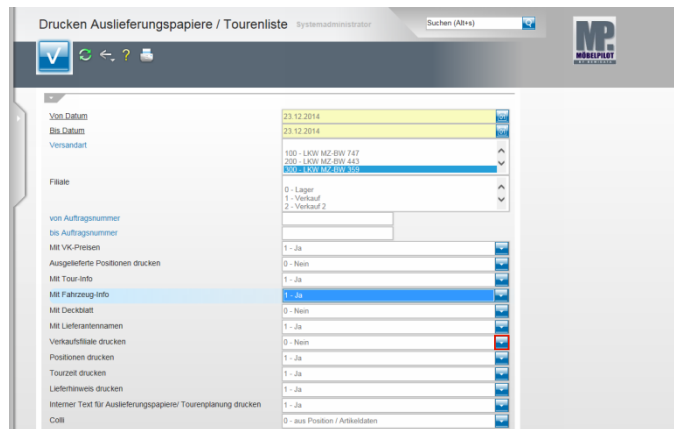 Drucken Auslieferungspapiere / Tourenliste Systemadministrator Suchen (Alt+s)
MP
MÖBELPILOT
Von Datum 23.12.2014
Bis Datum 23.12.2014
Versandart
100 - LKW MZ-BW 747
200 - LKW MZ-BW 443
300 - LKW MZ-BW 359
Filiale
0 - Lager
1 - Verkauf
2 - Verkauf 2
von Auftragsnummer
bis Auftragsnummer
Mit VK-Preisen 1 - Ja
Ausgelieferte Positionen drucken 0 - Nein
Mit Tour-Info 1 - Ja
Mit Fahrzeug-Info 1 - Ja
Mit Deckblatt 0 - Nein
Mit Lieferantennamen 1 - Ja
Verkaufsfiliale drucken 0 - Nein
Positionen drucken 1 - Ja
Tourzeit drucken 1 - Ja
Lieferhinweis drucken 1 - Ja
Interner Text für Auslieferungspapiere/ Tourenplanung drucken 1 - Ja
Colli 0 - aus Position / Artikeldaten